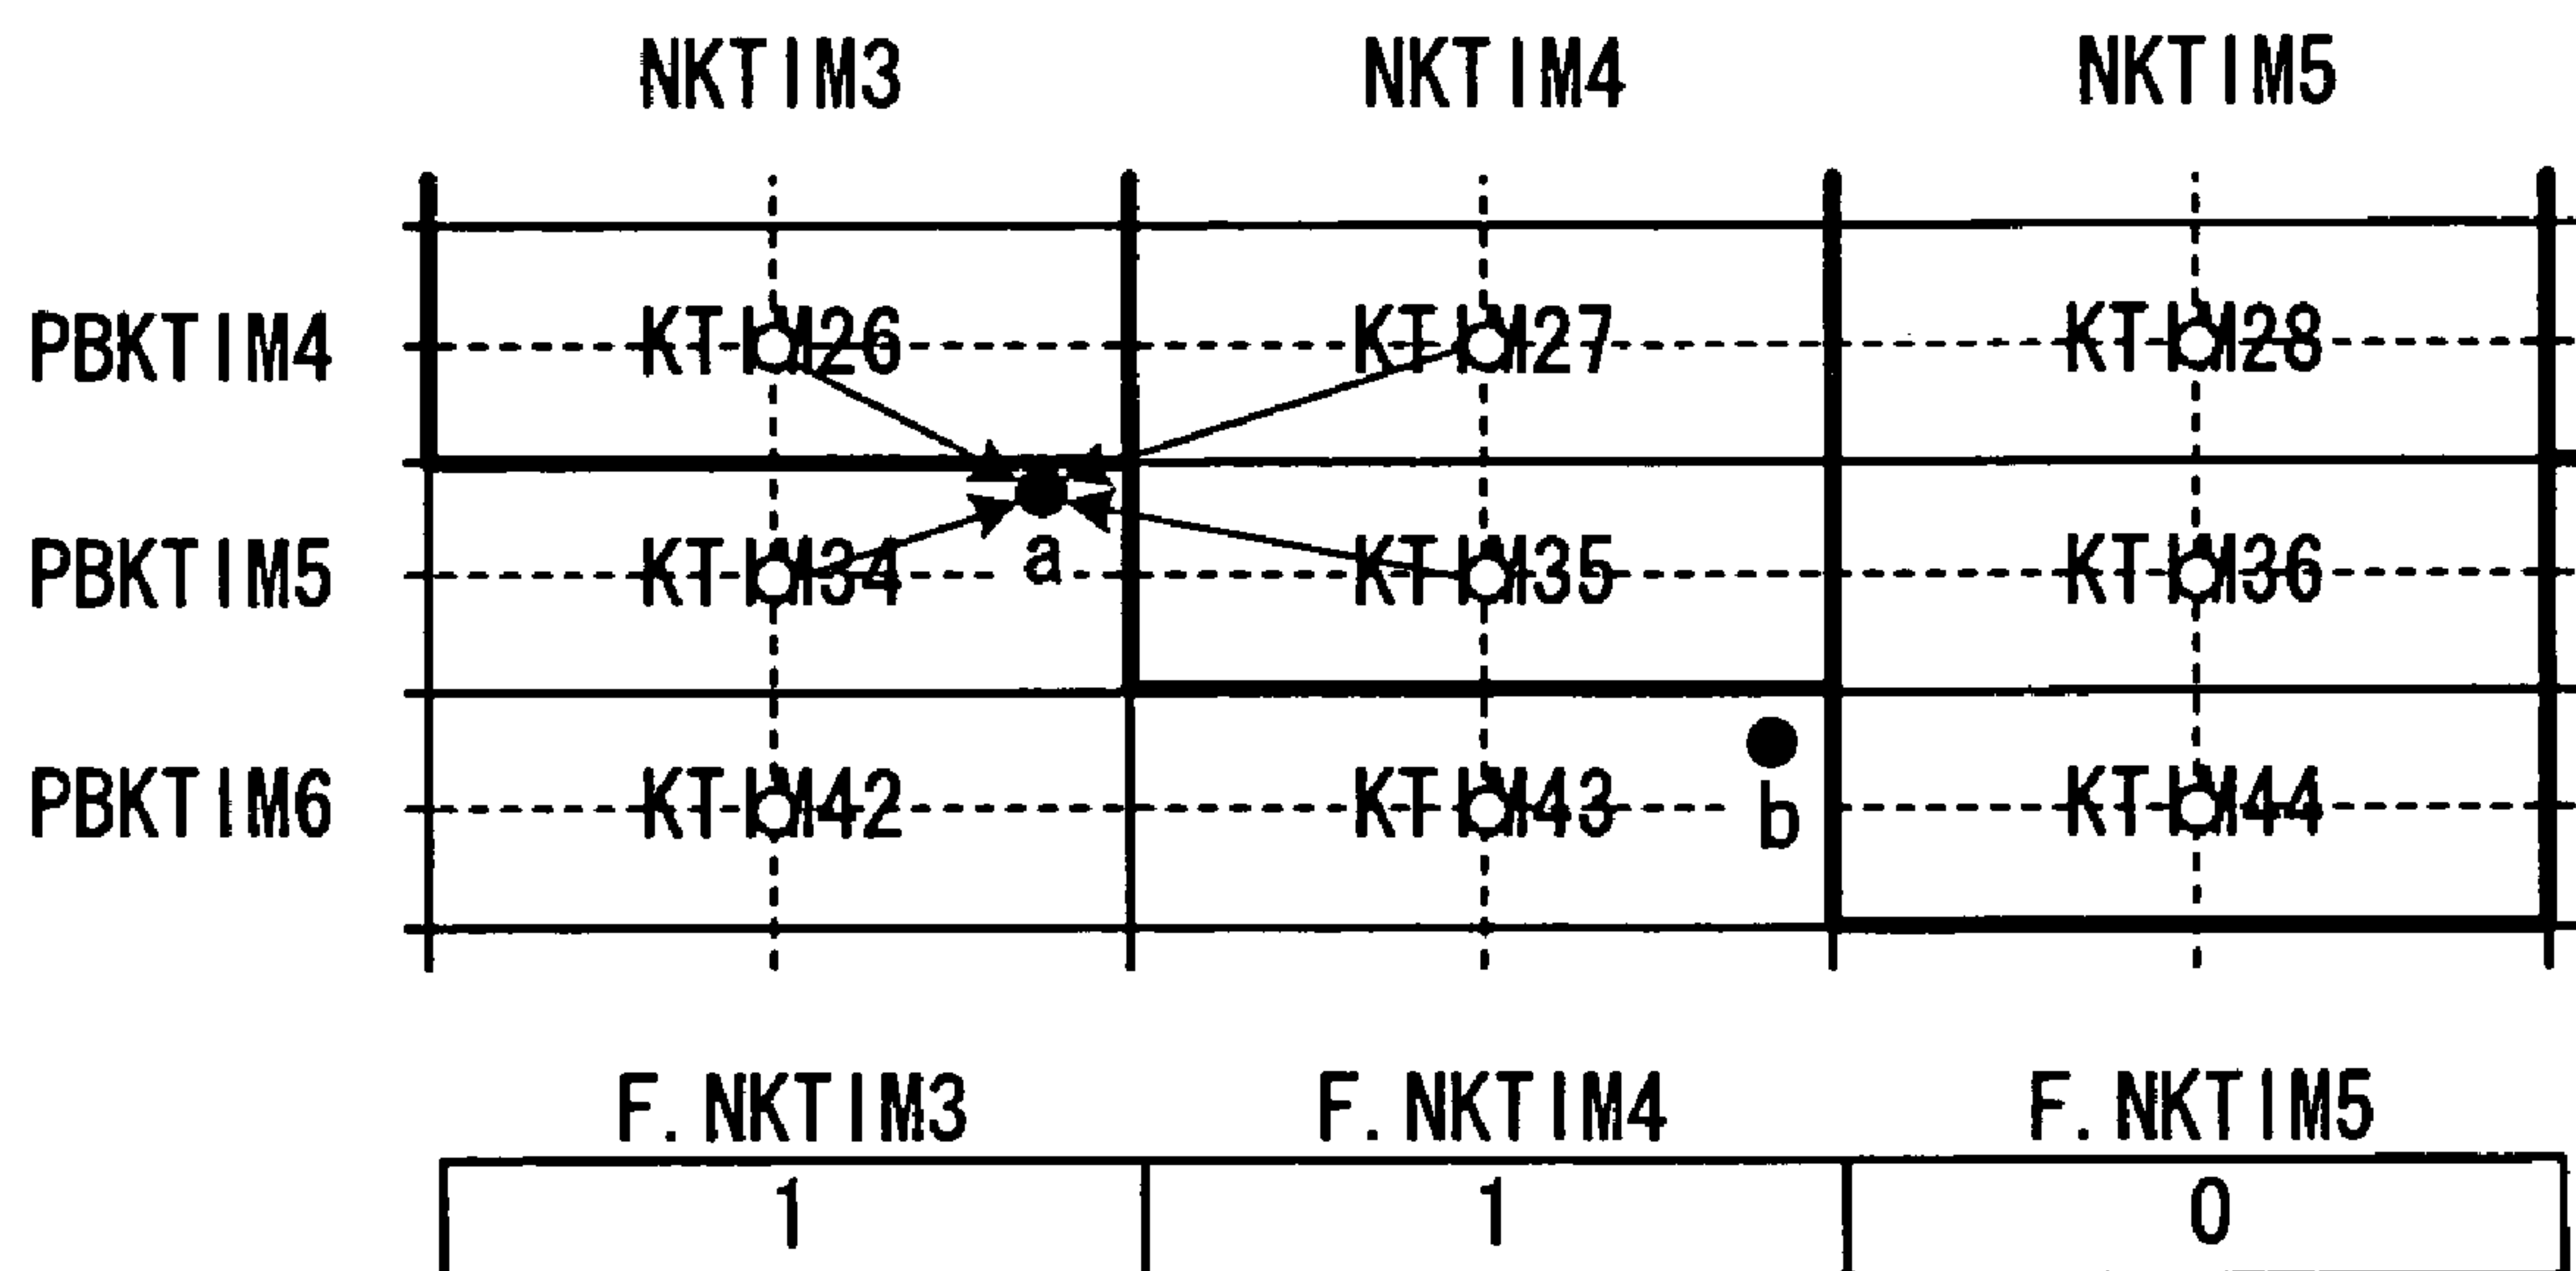 NKTIM3 NKTIM4 NKTIM5
PBKTIM4 KTIM26 KTIM27 KTIM28
PBKTIM5 KTIM34 a KTIM35 KTIM36
PBKTIM6 KTIM42 KTIM43 b KTIM44
F.NKTIM3 F.NKTIM4 F.NKTIM5
1 1 0